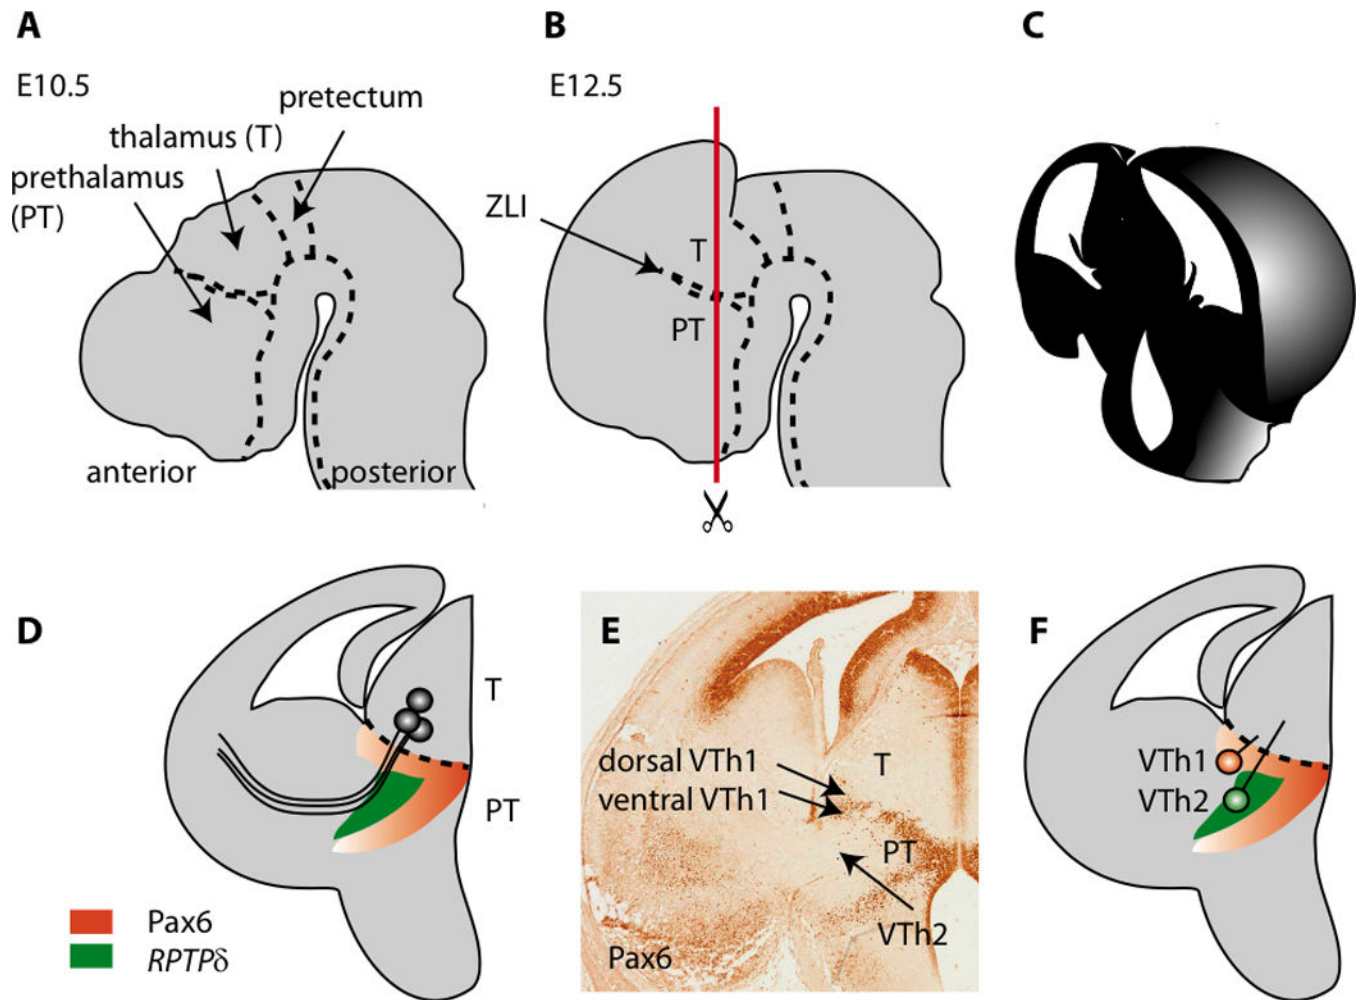 A
B
C
E10.5
E12.5
pretectum
thalamus (T)
prethalamus
(PT)
ZLI
T
PT
anterior
posterior
D
E
F
T
PT
dorsal VTh1
ventral VTh1
T
PT
VTh2
Pax6
VTh1
VTh2
Pax6
RPTPδ